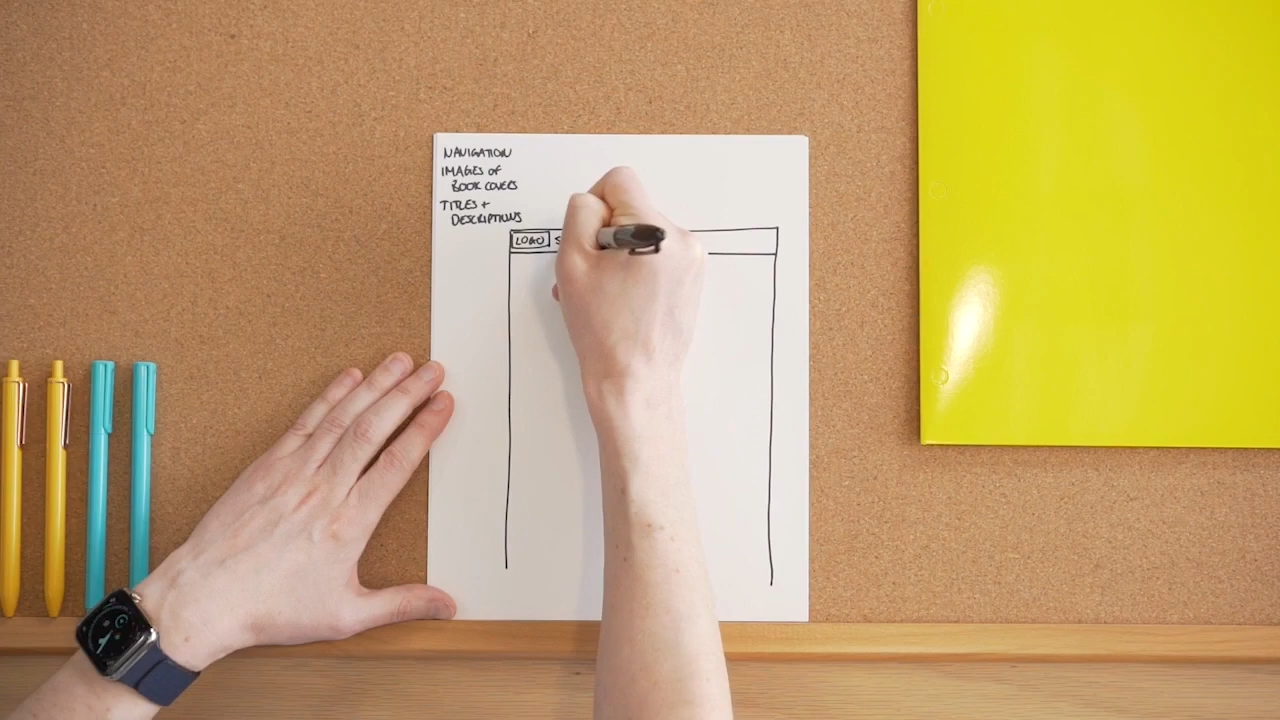 NAVIGATION
IMAGES OF
BOOK COVERS
TITLES +
DESCRIPTIONS
LOGO S